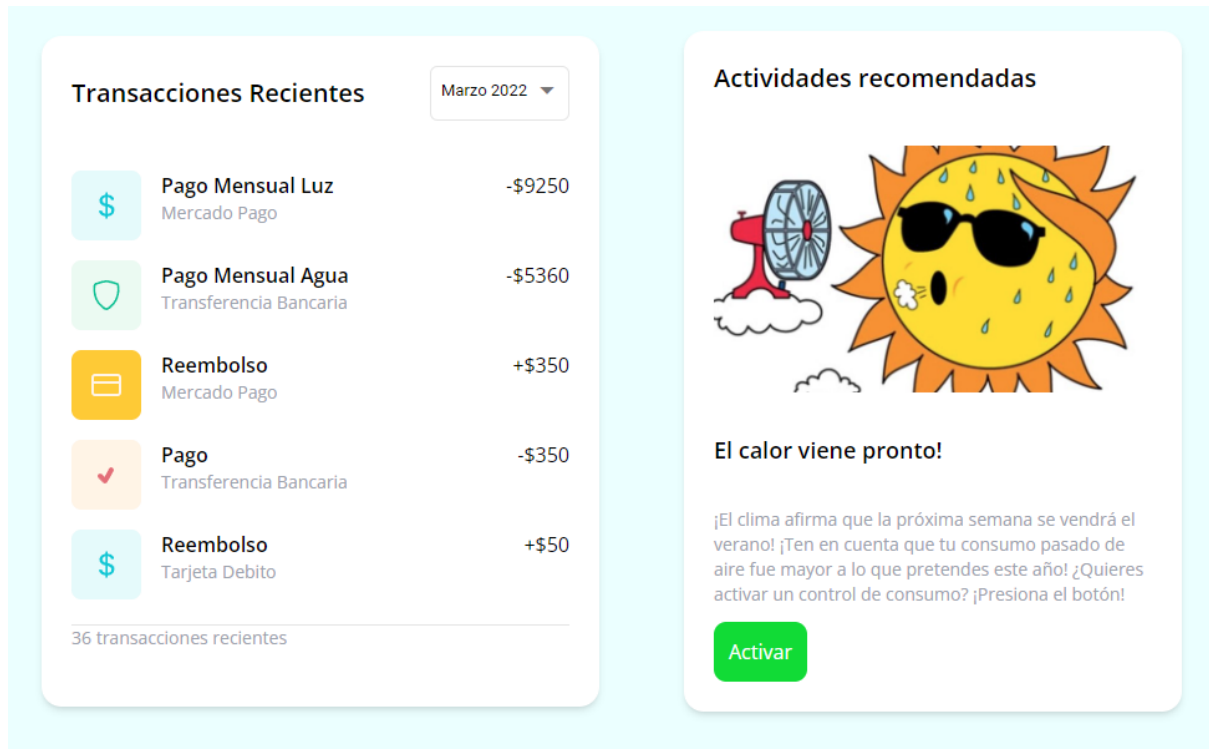 Transacciones Recientes
Marzo 2022
Pago Mensual Luz
-$9250
Mercado Pago
Pago Mensual Agua
-$5360
Transferencia Bancaria
Reembolso
+$350
Mercado Pago
Pago
-$350
Transferencia Bancaria
Reembolso
+$50
Tarjeta Debito
36 transacciones recientes
Actividades recomendadas
El calor viene pronto!
¡El clima afirma que la próxima semana se vendrá el
verano! ¡Ten en cuenta que tu consumo pasado de
aire fue mayor a lo que pretendes este año! ¿Quieres
activar un control de consumo? ¡Presiona el botón!
Activar